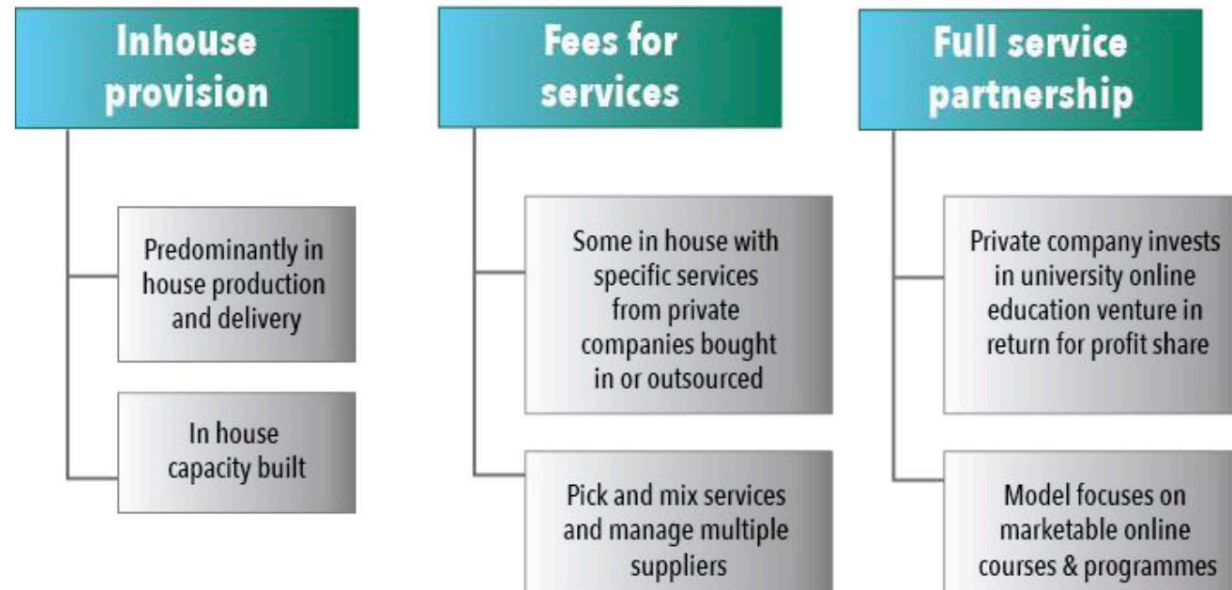 Inhouse
provision
Predominantly in
house production
and delivery
In house
capacity built
Fees for
services
Some in house with
specific services
from private
companies bought
in or outsourced
Pick and mix services
and manage multiple
suppliers
Full service
partnership
Private company invests
in university online
education venture in
return for profit share
Model focuses on
marketable online
courses & programmes